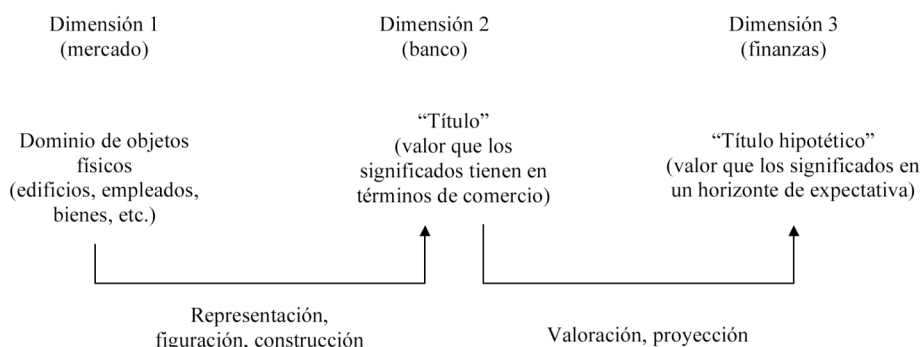 Dimensión 1
(mercado)
Dimensión 2
(banco)
Dimensión 3
(finanzas)
Dominio de objetos
físicos
(edificios, empleados,
bienes, etc.)
“Título”
(valor que los
significados tienen en
términos de comercio)
“Título hipotético”
(valor que los significados en
un horizonte de expectativa)
Representación,
figuración, construcción
Valoración, proyección